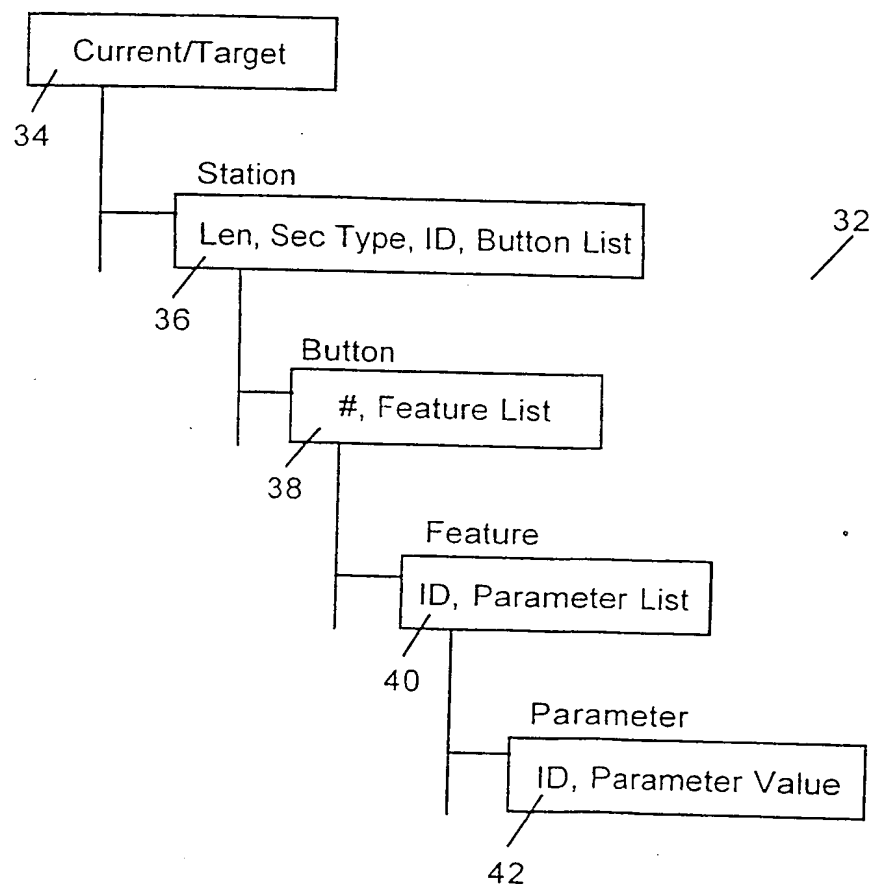 Current/Target
34
Station
Len, Sec Type, ID, Button List
32
36
Button
#, Feature List
38
Feature
ID, Parameter List
40
Parameter
ID, Parameter Value
42